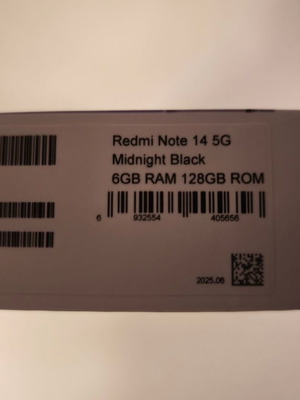 Redmi Note 14 5G
Midnight Black
6GB RAM 128GB ROM
6 932554 405656
2025.06